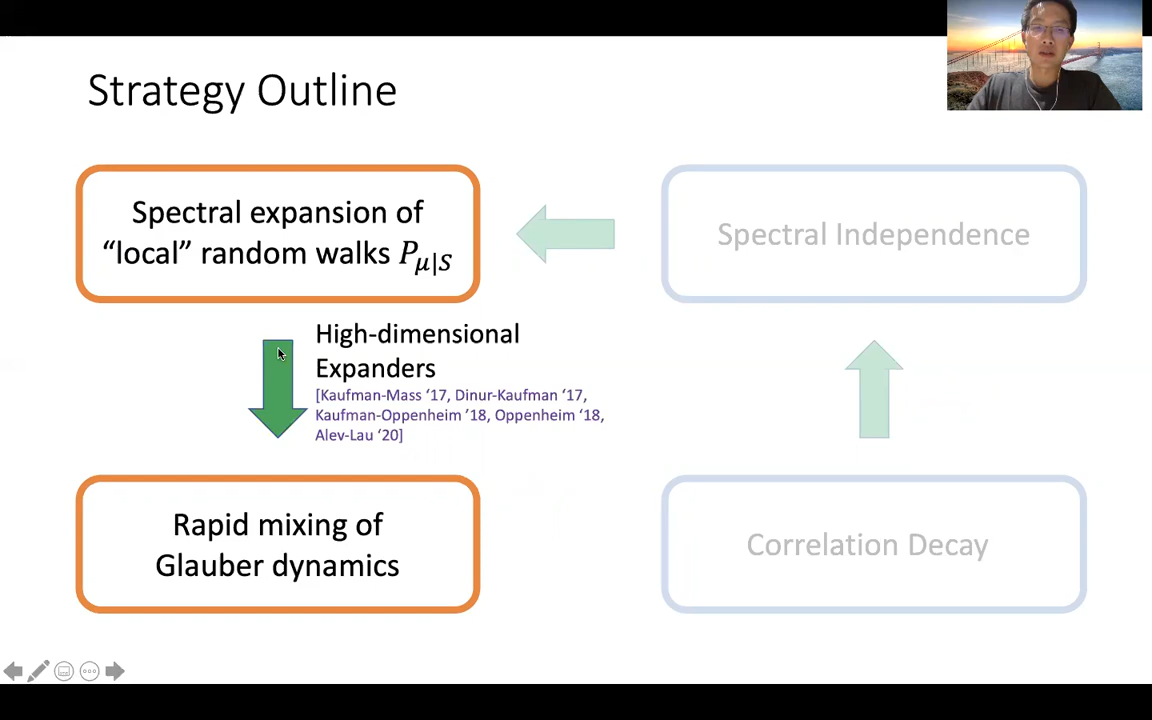 Strategy Outline
Spectral expansion of
“local” random walks P_{μ|S}
Spectral Independence
High-dimensional
Expanders
[Kaufman-Mass ‘17, Dinur-Kaufman ‘17,
Kaufman-Oppenheim ’18, Oppenheim ‘18,
Alev-Lau ‘20]
Rapid mixing of
Glauber dynamics
Correlation Decay